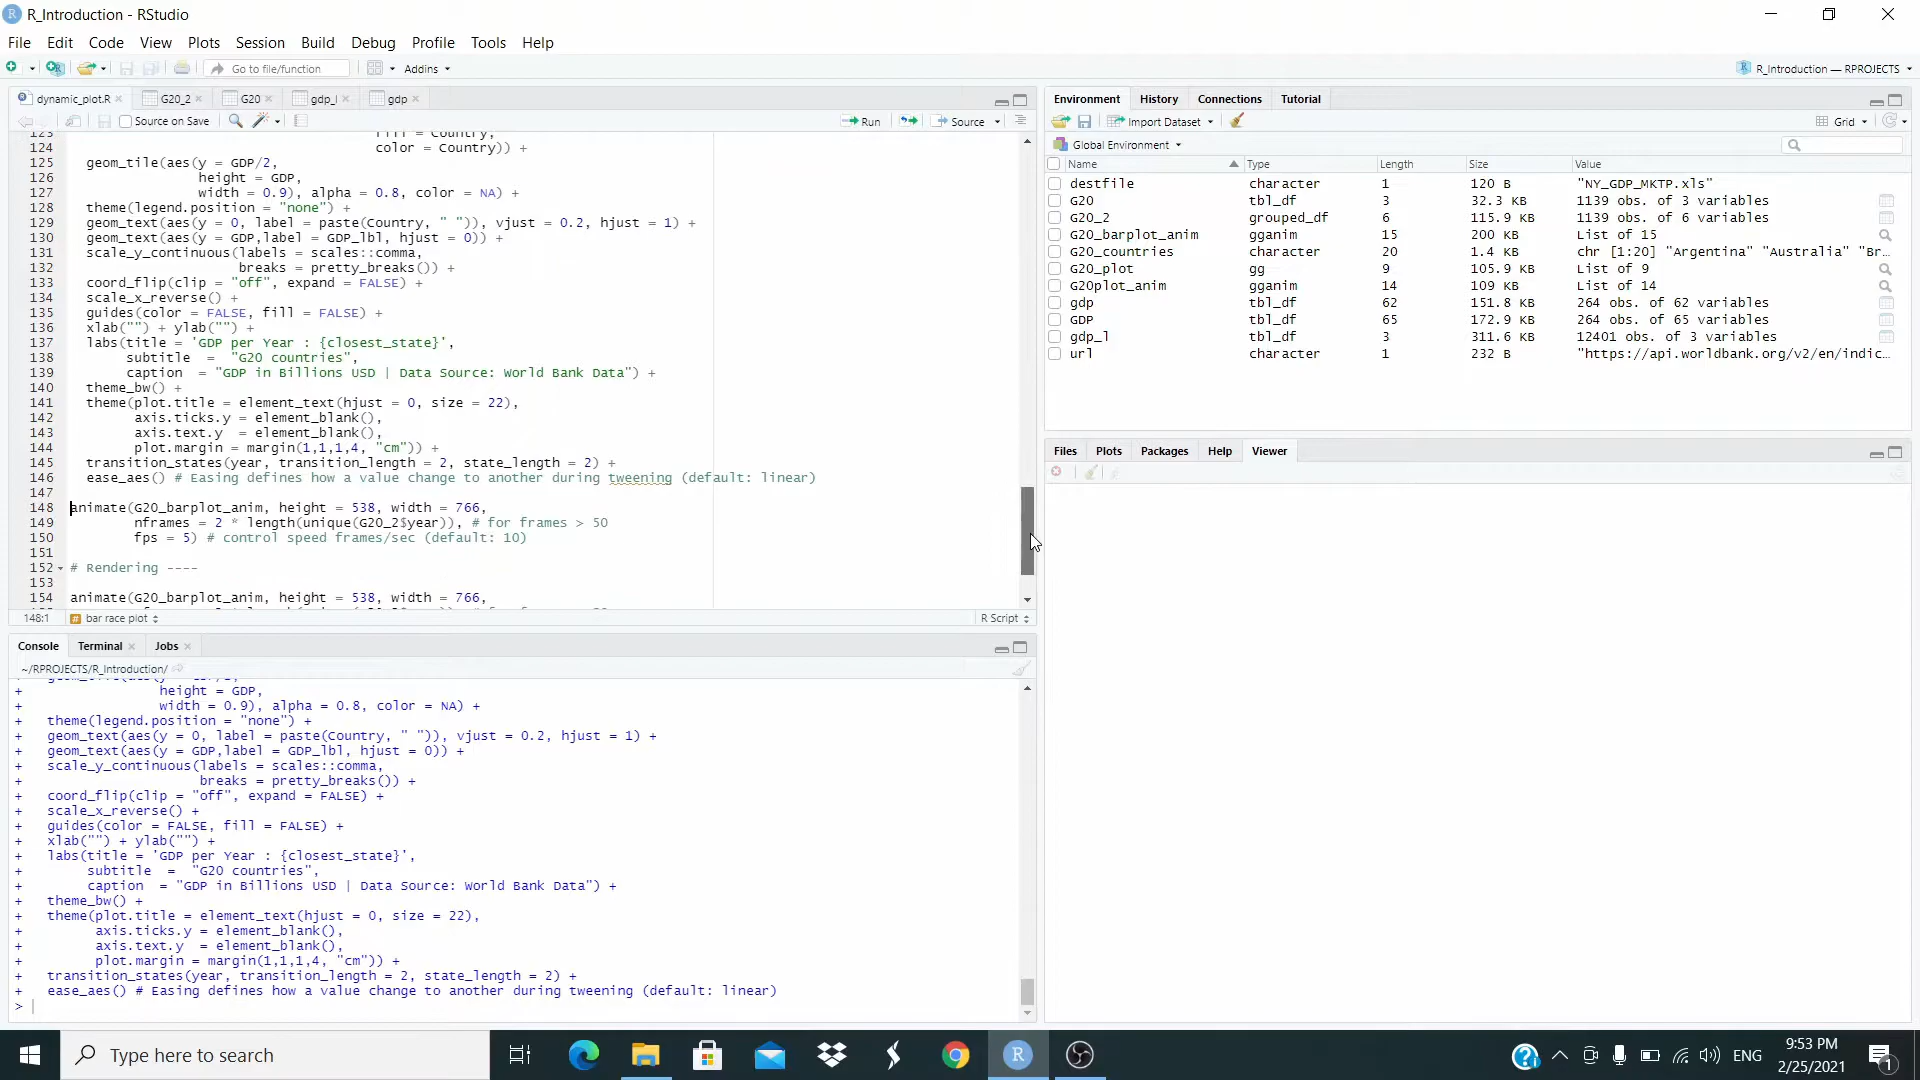 R_Introduction - RStudio
File Edit Code View Plots Session Build Debug Profile Tools Help
Go to file/function Addins R_Introduction — RPROJECTS
dynamic_plot.R G20_2 G20 gdp_l gdp
Source on Save Run Source
123 fill = Country,
124 color = Country)) +
125 geom_tile(aes(y = GDP/2,
126 height = GDP,
127 width = 0.9), alpha = 0.8, color = NA) +
128 theme(legend.position = "none") +
129 geom_text(aes(y = 0, label = paste(Country, " ")), vjust = 0.2, hjust = 1) +
130 geom_text(aes(y = GDP,label = GDP_lbl, hjust = 0)) +
131 scale_y_continuous(labels = scales::comma,
132 breaks = pretty_breaks()) +
133 coord_flip(clip = "off", expand = FALSE) +
134 scale_x_reverse() +
135 guides(color = FALSE, fill = FALSE) +
136 xlab("") + ylab("") +
137 labs(title = 'GDP per Year : {closest_state}',
138 subtitle  =  "G20 countries",
139 caption  = "GDP in Billions USD | Data Source: World Bank Data") +
140 theme_bw() +
141 theme(plot.title = element_text(hjust = 0, size = 22),
142 axis.ticks.y = element_blank(),
143 axis.text.y  = element_blank(),
144 plot.margin = margin(1,1,1,4, "cm")) +
145 transition_states(year, transition_length = 2, state_length = 2) +
146 ease_aes() # Easing defines how a value change to another during tweening (default: linear)
147
148 animate(G20_barplot_anim, height = 538, width = 766,
149 nframes = 2 * length(unique(G20_2$year)), # for frames > 50
150 fps = 5) # control speed frames/sec (default: 10)
151
152 # Rendering ----
153
154 animate(G20_barplot_anim, height = 538, width = 766,
148:1 bar race plot R Script
Console Terminal Jobs
~/RPROJECTS/R_Introduction/
+ height = GDP,
+ width = 0.9), alpha = 0.8, color = NA) +
+ theme(legend.position = "none") +
+ geom_text(aes(y = 0, label = paste(Country, " ")), vjust = 0.2, hjust = 1) +
+ geom_text(aes(y = GDP,label = GDP_lbl, hjust = 0)) +
+ scale_y_continuous(labels = scales::comma,
+ breaks = pretty_breaks()) +
+ coord_flip(clip = "off", expand = FALSE) +
+ scale_x_reverse() +
+ guides(color = FALSE, fill = FALSE) +
+ xlab("") + ylab("") +
+ labs(title = 'GDP per Year : {closest_state}',
+ subtitle  =  "G20 countries",
+ caption  = "GDP in Billions USD | Data Source: World Bank Data") +
+ theme_bw() +
+ theme(plot.title = element_text(hjust = 0, size = 22),
+ axis.ticks.y = element_blank(),
+ axis.text.y  = element_blank(),
+ plot.margin = margin(1,1,1,4, "cm")) +
+ transition_states(year, transition_length = 2, state_length = 2) +
+ ease_aes() # Easing defines how a value change to another during tweening (default: linear)
>
Environment History Connections Tutorial
Import Dataset Grid
Global Environment
Name Type Length Size Value
destfile character 1 120 B "NY_GDP_MKTP.xls"
G20 tbl_df 3 32.3 KB 1139 obs. of 3 variables
G20_2 grouped_df 6 115.9 KB 1139 obs. of 6 variables
G20_barplot_anim gganim 15 200 KB List of 15
G20_countries character 20 1.4 KB chr [1:20] "Argentina" "Australia" "Br...
G20_plot gg 9 105.9 KB List of 9
G20plot_anim gganim 14 109 KB List of 14
gdp tbl_df 62 151.8 KB 264 obs. of 62 variables
GDP tbl_df 65 172.9 KB 264 obs. of 65 variables
gdp_l tbl_df 3 311.6 KB 12401 obs. of 3 variables
url character 1 232 B "https://api.worldbank.org/v2/en/indic...
Files Plots Packages Help Viewer
Type here to search
ENG
9:53 PM
2/25/2021
1